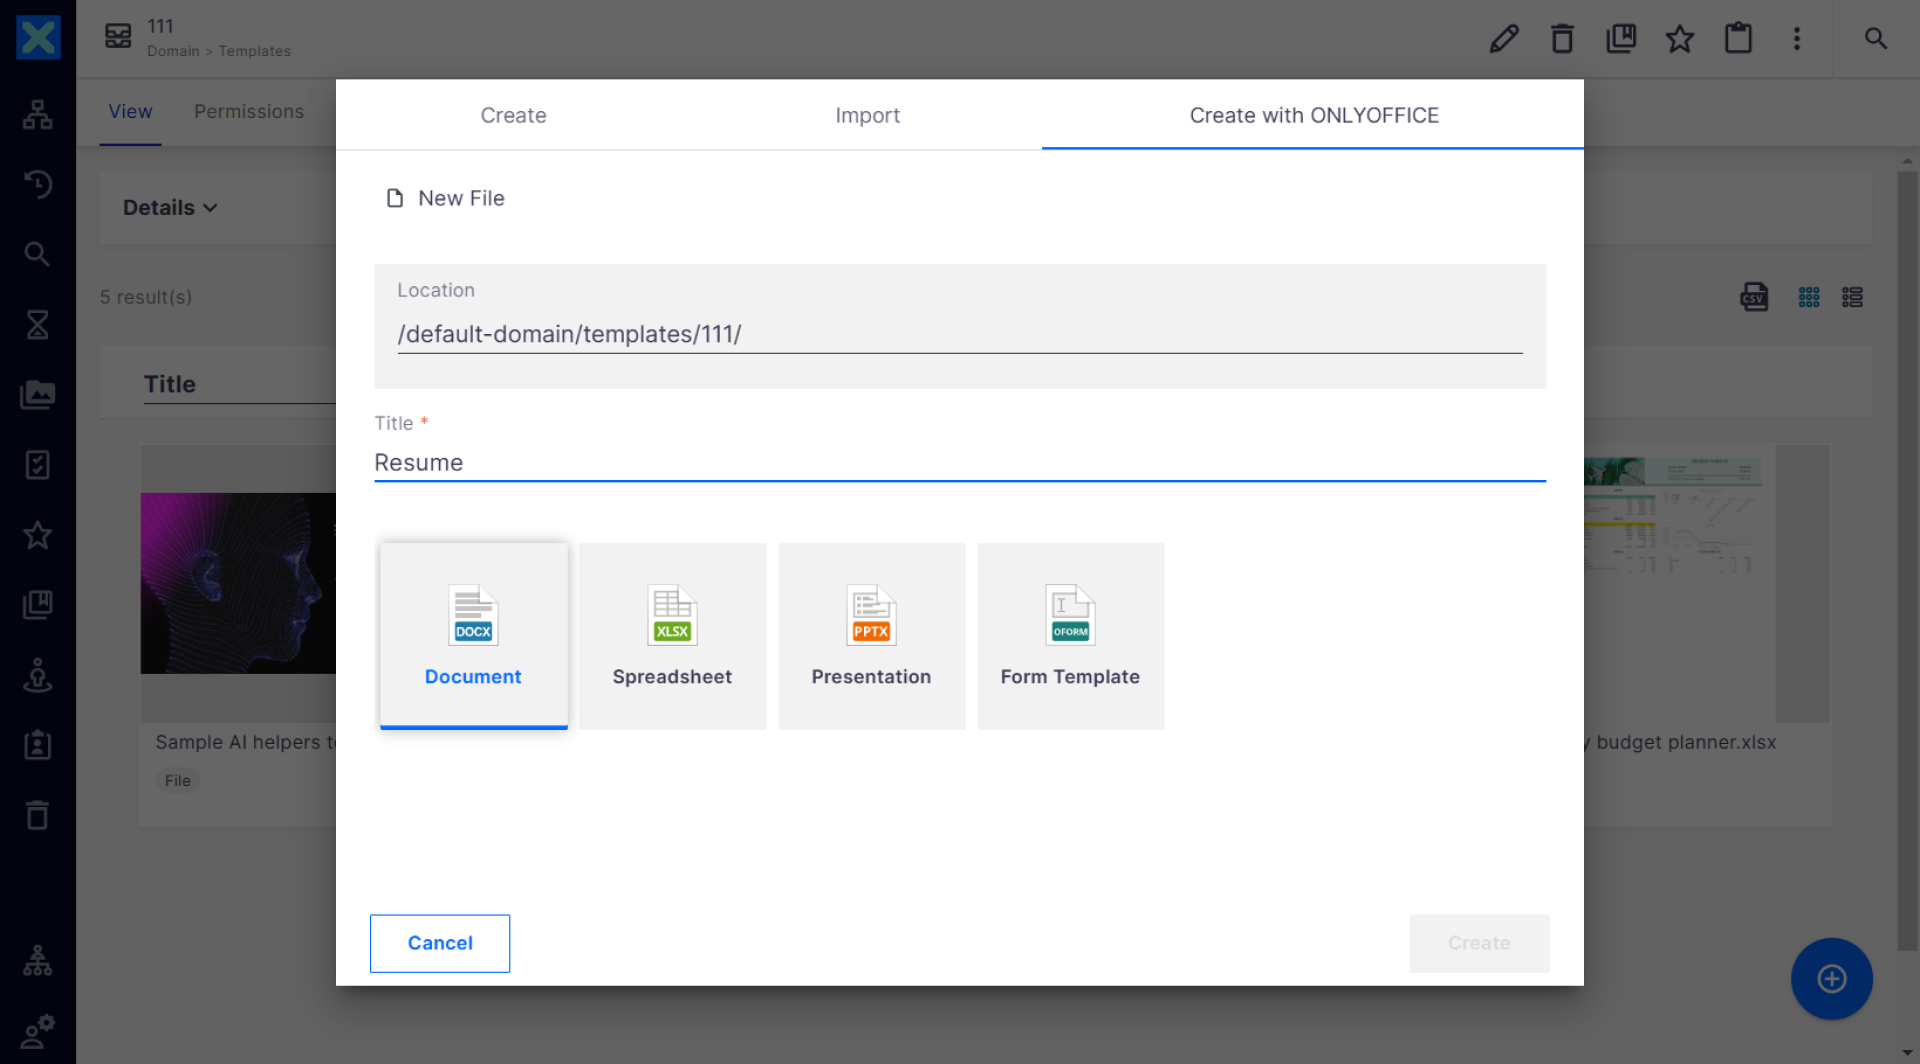 111
Domain > Templates
View
Permissions
Create
Import
Create with ONLYOFFICE
Details
New File
5 result(s)
CSV
Location
/default-domain/templates/111/
Title
Title *
Resume
DOCX
XLSX
PPTX
OFORM
Document
Spreadsheet
Presentation
Form Template
Sample AI helpers
budget planner.xlsx
File
Cancel
Create